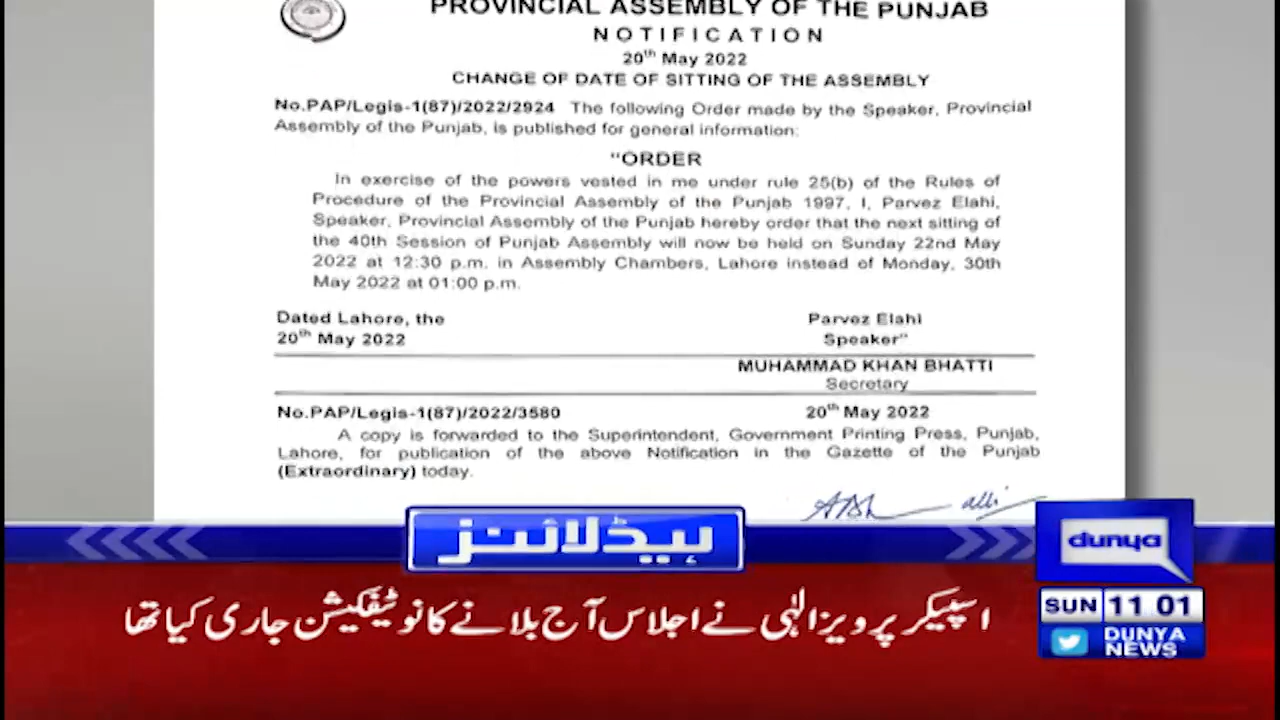 PROVINCIAL ASSEMBLY OF THE PUNJAB
NOTIFICATION
20th May 2022
CHANGE OF DATE OF SITTING OF THE ASSEMBLY
No.PAP/Legis-1(87)/2022/2924 The following Order made by the Speaker, Provincial
Assembly of the Punjab, is published for general information:
"ORDER
In exercise of the powers vested in me under rule 25(b) of the Rules of
Procedure of the Provincial Assembly of the Punjab 1997, I, Parvez Elahi,
Speaker, Provincial Assembly of the Punjab hereby order that the next sitting of
the 40th Session of Punjab Assembly will now be held on Sunday 22nd May
2022 at 12:30 p.m. in Assembly Chambers, Lahore instead of Monday, 30th
May 2022 at 01:00 p.m.
Dated Lahore, the Parvez Elahi
20th May 2022 Speaker"
MUHAMMAD KHAN BHATTI
Secretary
No.PAP/Legis-1(87)/2022/3580 20th May 2022
A copy is forwarded to the Superintendent, Government Printing Press, Punjab,
Lahore, for publication of the above Notification in the Gazette of the Punjab
(Extraordinary) today.
ہیڈلائنز
dunya
اسپیکر پرویز الٰہی نے اجلاس آج بلانے کا نوٹیفکیشن جاری کیا تھا
SUN 11 01
DUNYA
NEWS